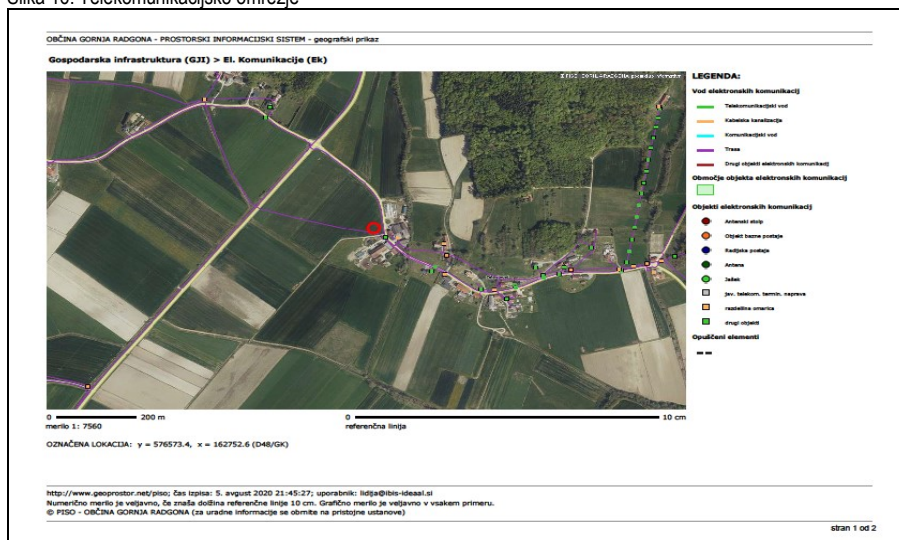 Slika 10: Telekomunikacijsko omrežje
OBČINA GORNJA RADGONA - PROSTORSKI INFORMACIJSKI SISTEM - geografski prikaz
Gospodarska infrastruktura (GJI) > El. Komunikacije (Ek)
LEGENDA:
Vod elektronskih komunikacij
Telekomunikacijski vod
Kabelska kanalizacija
Komunikacijski vod
Trasa
Drugi objekti elektronskih komunikacij
Območje objekta elektronskih komunikacij
Objekti elektronskih komunikacij
Antenski stolp
Objekt bazne postaje
Radijska postaja
Antena
Jašek
jav. telekom. termin. naprava
razdelilna omarica
drugi objekti
Opuščeni elementi
0 200 m
merilo 1: 7560
0 10 cm
referenčna linija
OZNAČENA LOKACIJA: y = 576573.4, x = 162752.6 (D48/GK)
http://www.geoprostor.net/piso; čas izpisa: 5. avgust 2020 21:45:27; uporabnik: lidija@ibis-ideaal.si
Numerično merilo je veljavno, če znaša dolžina referenčne linije 10 cm. Grafično merilo je veljavno v vsakem primeru.
© PISO - OBČINA GORNJA RADGONA (za uradne informacije se obrnite na pristojne ustanove)
stran 1 od 2